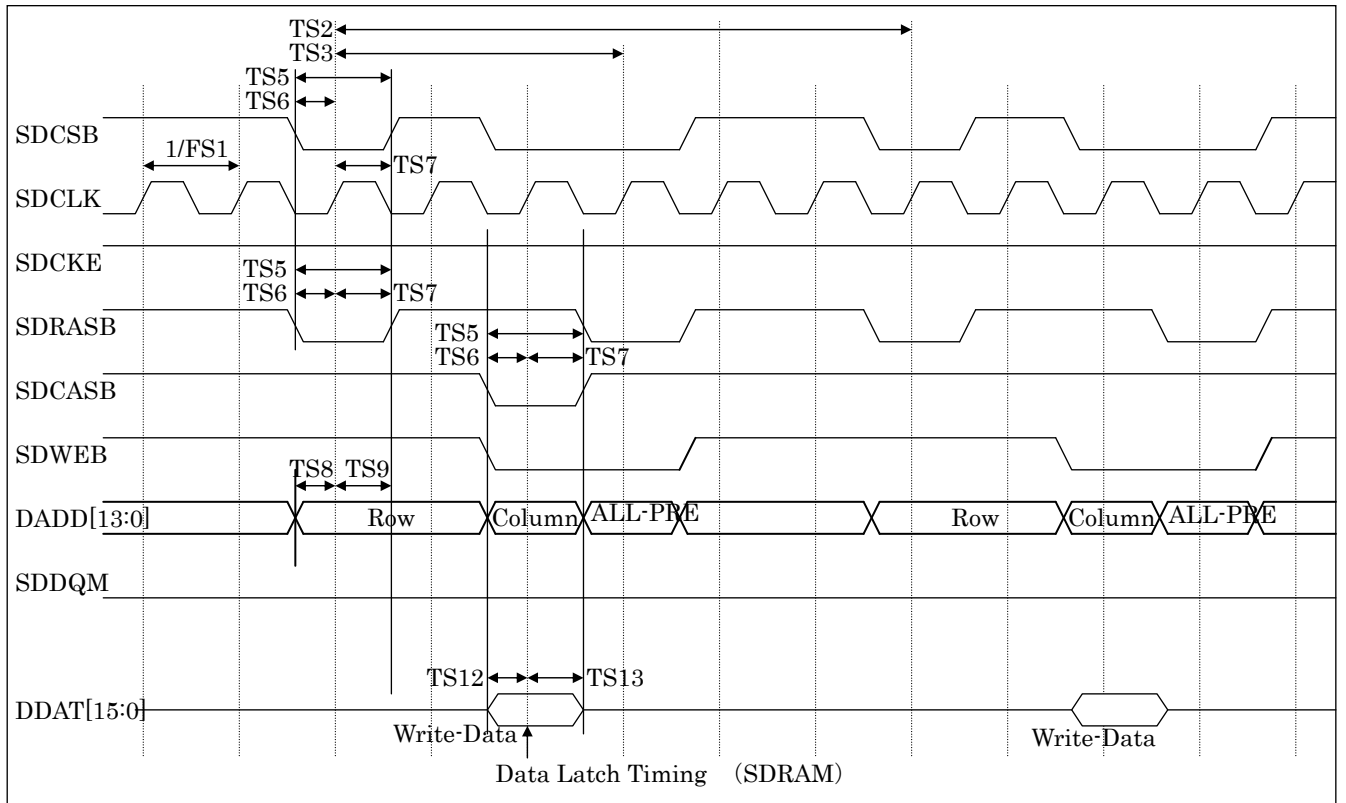 TS2
TS3
TS5
TS6
SDCSB
1/FS1
TS7
SDCLK
SDCKE
TS5
TS6 TS7
SDRASB
TS5
TS6 TS7
SDCASB
SDWEB
TS8 TS9
DADD[13:0] Row Column ALL-PRE Row Column ALL-PRE
SDDQM
TS12 TS13
DDAT[15:0]
Write-Data Write-Data
Data Latch Timing (SDRAM)